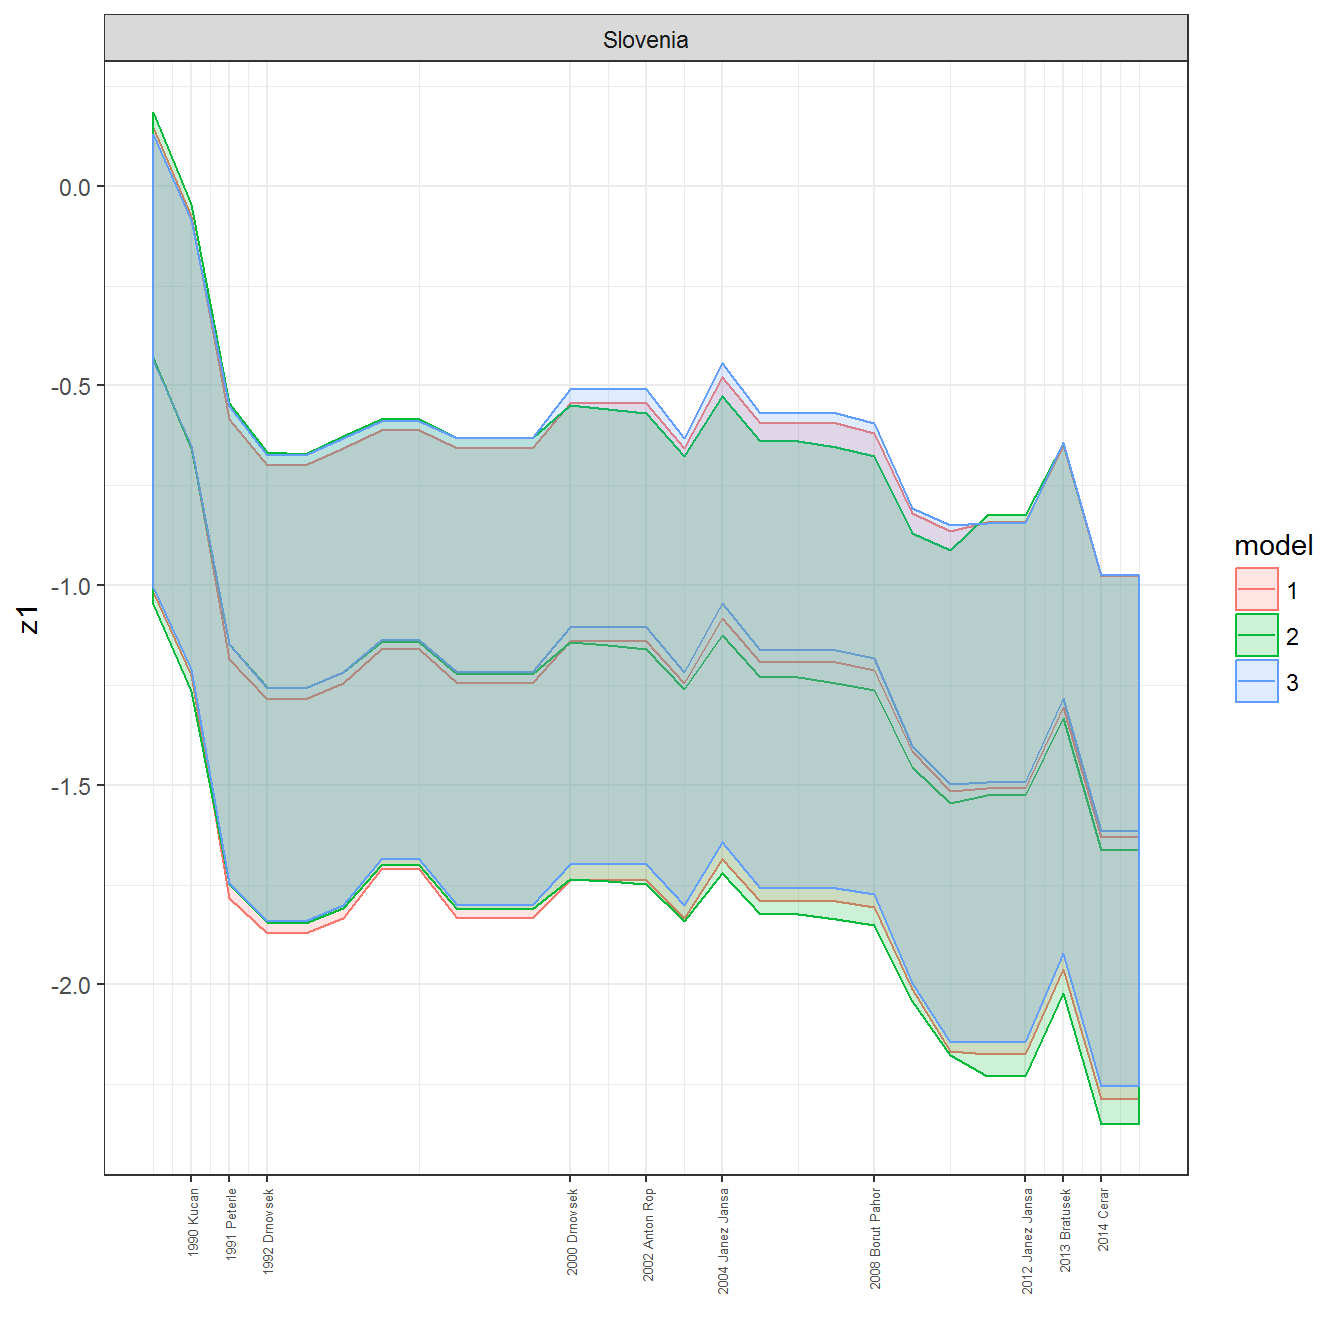 Slovenia
0.0
-0.5
-1.0
-1.5
-2.0
z1
1990 Kucan
1991 Peterle
1992 Drnovsek
2000 Drnovsek
2002 Anton Rop
2004 Janez Jansa
2008 Borut Pahor
2012 Janez Jansa
2013 Bratusek
2014 Cerar
model
1
2
3